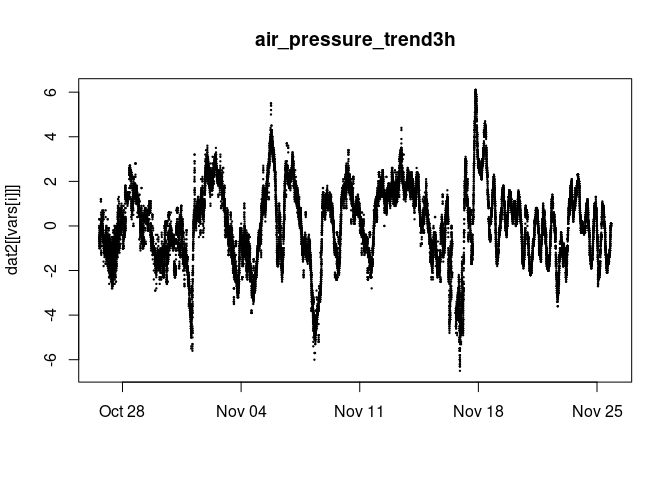 air_pressure_trend3h
dat2[[vars[i]]]
6
4
2
0
-2
-4
-6
Oct 28
Nov 04
Nov 11
Nov 18
Nov 25